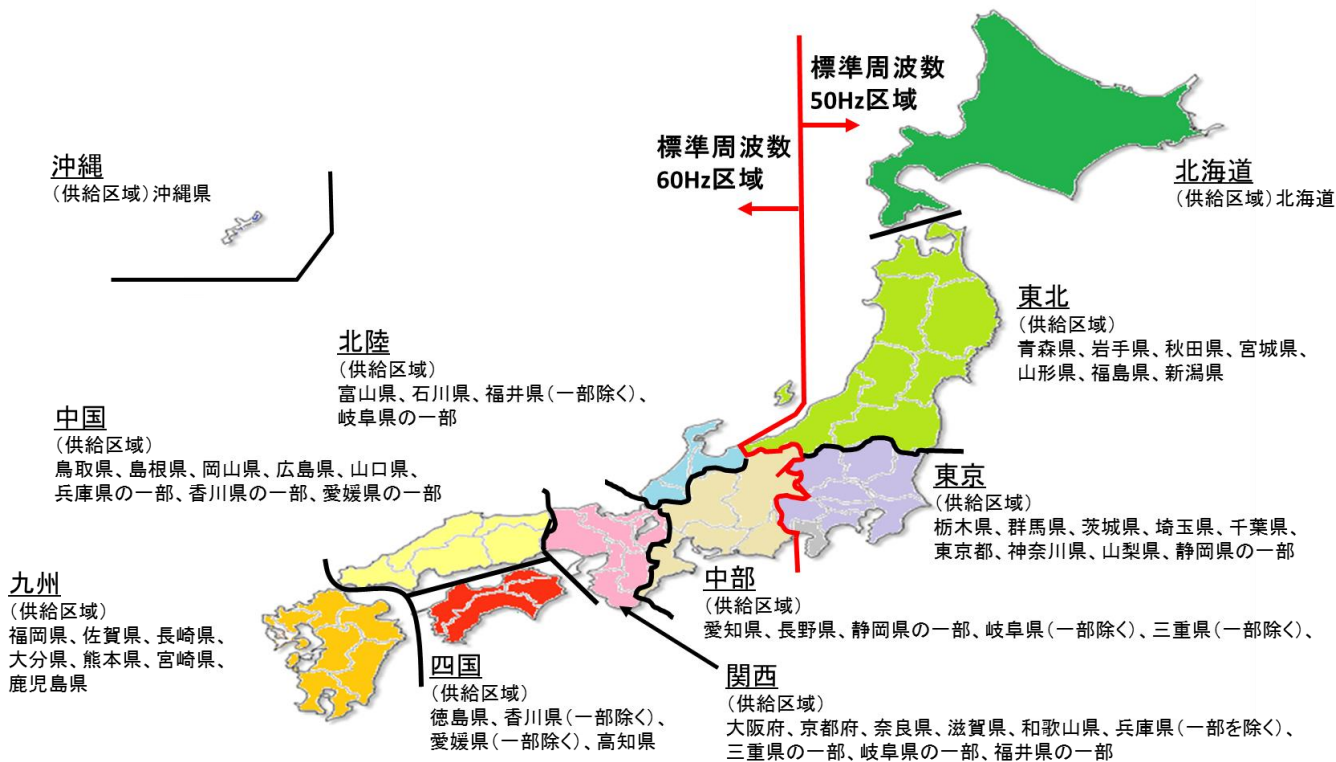 標準周波数
50Hz区域
標準周波数
60Hz区域
沖縄
(供給区域)沖縄県
北海道
(供給区域)北海道
東北
(供給区域)
青森県、岩手県、秋田県、宮城県、
山形県、福島県、新潟県
北陸
(供給区域)
富山県、石川県、福井県(一部除く)、
岐阜県の一部
中国
(供給区域)
鳥取県、島根県、岡山県、広島県、山口県、
兵庫県の一部、香川県の一部、愛媛県の一部
東京
(供給区域)
栃木県、群馬県、茨城県、埼玉県、千葉県、
東京都、神奈川県、山梨県、静岡県の一部
九州
(供給区域)
福岡県、佐賀県、長崎県、
大分県、熊本県、宮崎県、
鹿児島県
中部
(供給区域)
愛知県、長野県、静岡県の一部、岐阜県(一部除く)、三重県(一部除く)、
四国
(供給区域)
徳島県、香川県(一部除く)、
愛媛県(一部除く)、高知県
関西
(供給区域)
大阪府、京都府、奈良県、滋賀県、和歌山県、兵庫県(一部を除く)、
三重県の一部、岐阜県の一部、福井県の一部